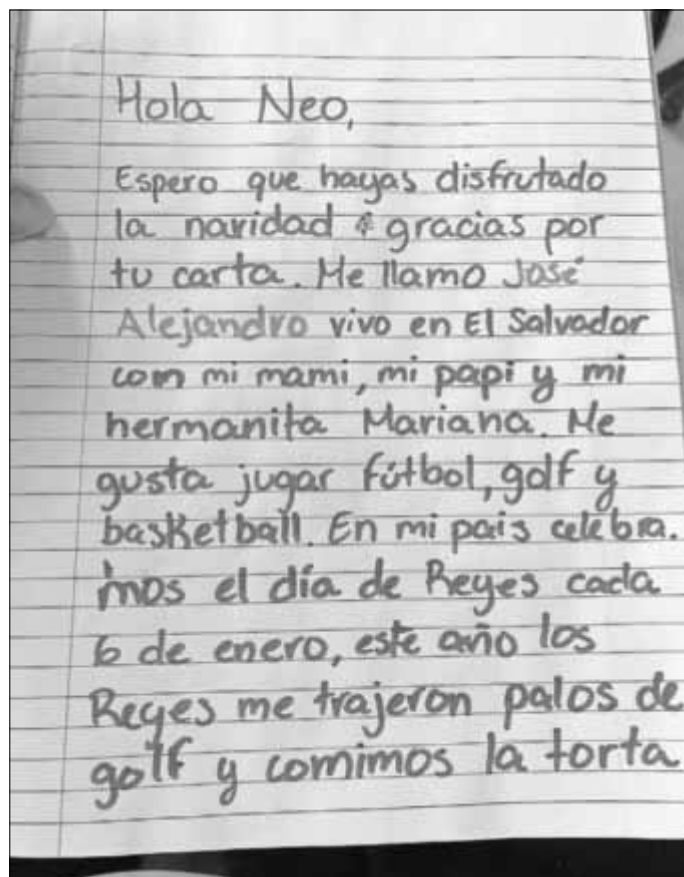 Hola Neo,
Espero que hayas disfrutado
la navidad & gracias por
tu carta. Me llamo José
Alejandro vivo en El Salvador
com mi mami, mi papi y mi
hermanita Mariana. Me
gusta jugar fútbol, golf y
basketball. En mi pais celebra.
mos el día de Reyes cada
6 de enero, este año los
Reyes me trajeron palos de
golf y comimos la torta